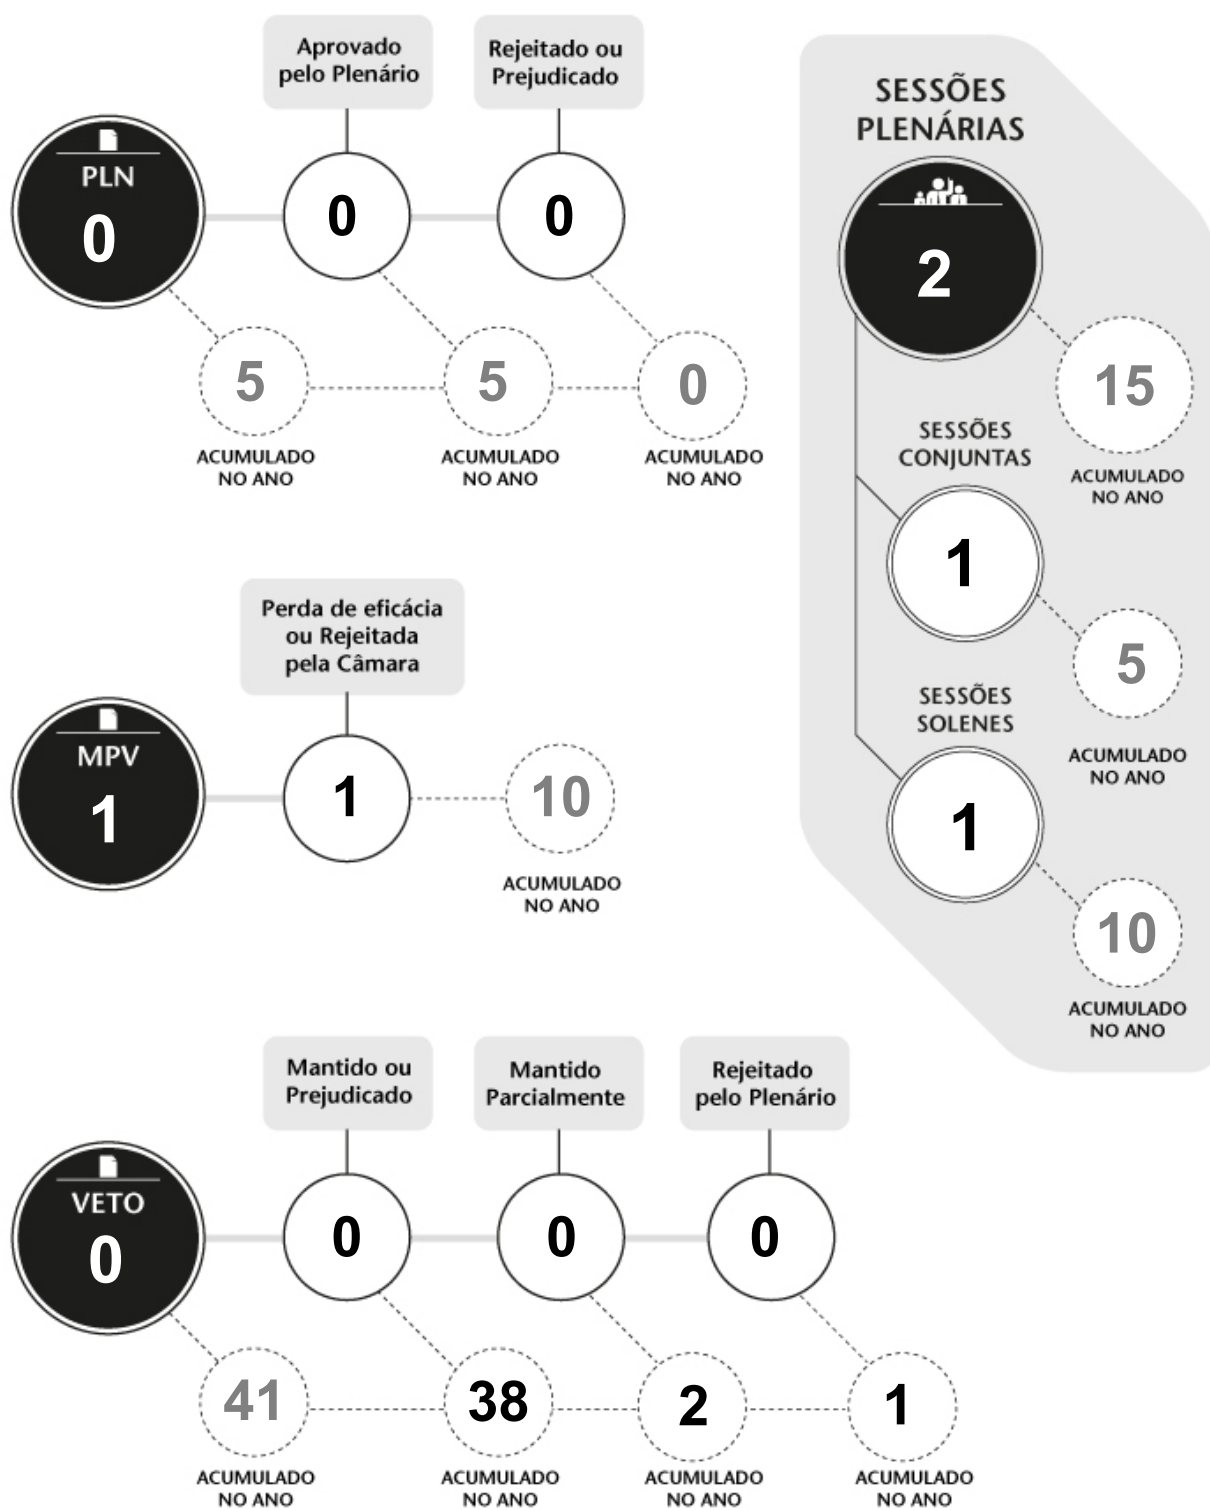 Aprovado
pelo Plenário
Rejeitado ou
Prejudicado
PLN
0
0
0
5
5
0
ACUMULADO
NO ANO
ACUMULADO
NO ANO
ACUMULADO
NO ANO
SESSÕES
PLENÁRIAS
2
15
ACUMULADO
NO ANO
SESSÕES
CONJUNTAS
1
5
ACUMULADO
NO ANO
SESSÕES
SOLENES
1
10
ACUMULADO
NO ANO
Perda de eficácia
ou Rejeitada
pela Câmara
MPV
1
1
10
ACUMULADO
NO ANO
Mantido ou
Prejudicado
Mantido
Parcialmente
Rejeitado
pelo Plenário
VETO
0
0
0
0
41
38
2
1
ACUMULADO
NO ANO
ACUMULADO
NO ANO
ACUMULADO
NO ANO
ACUMULADO
NO ANO